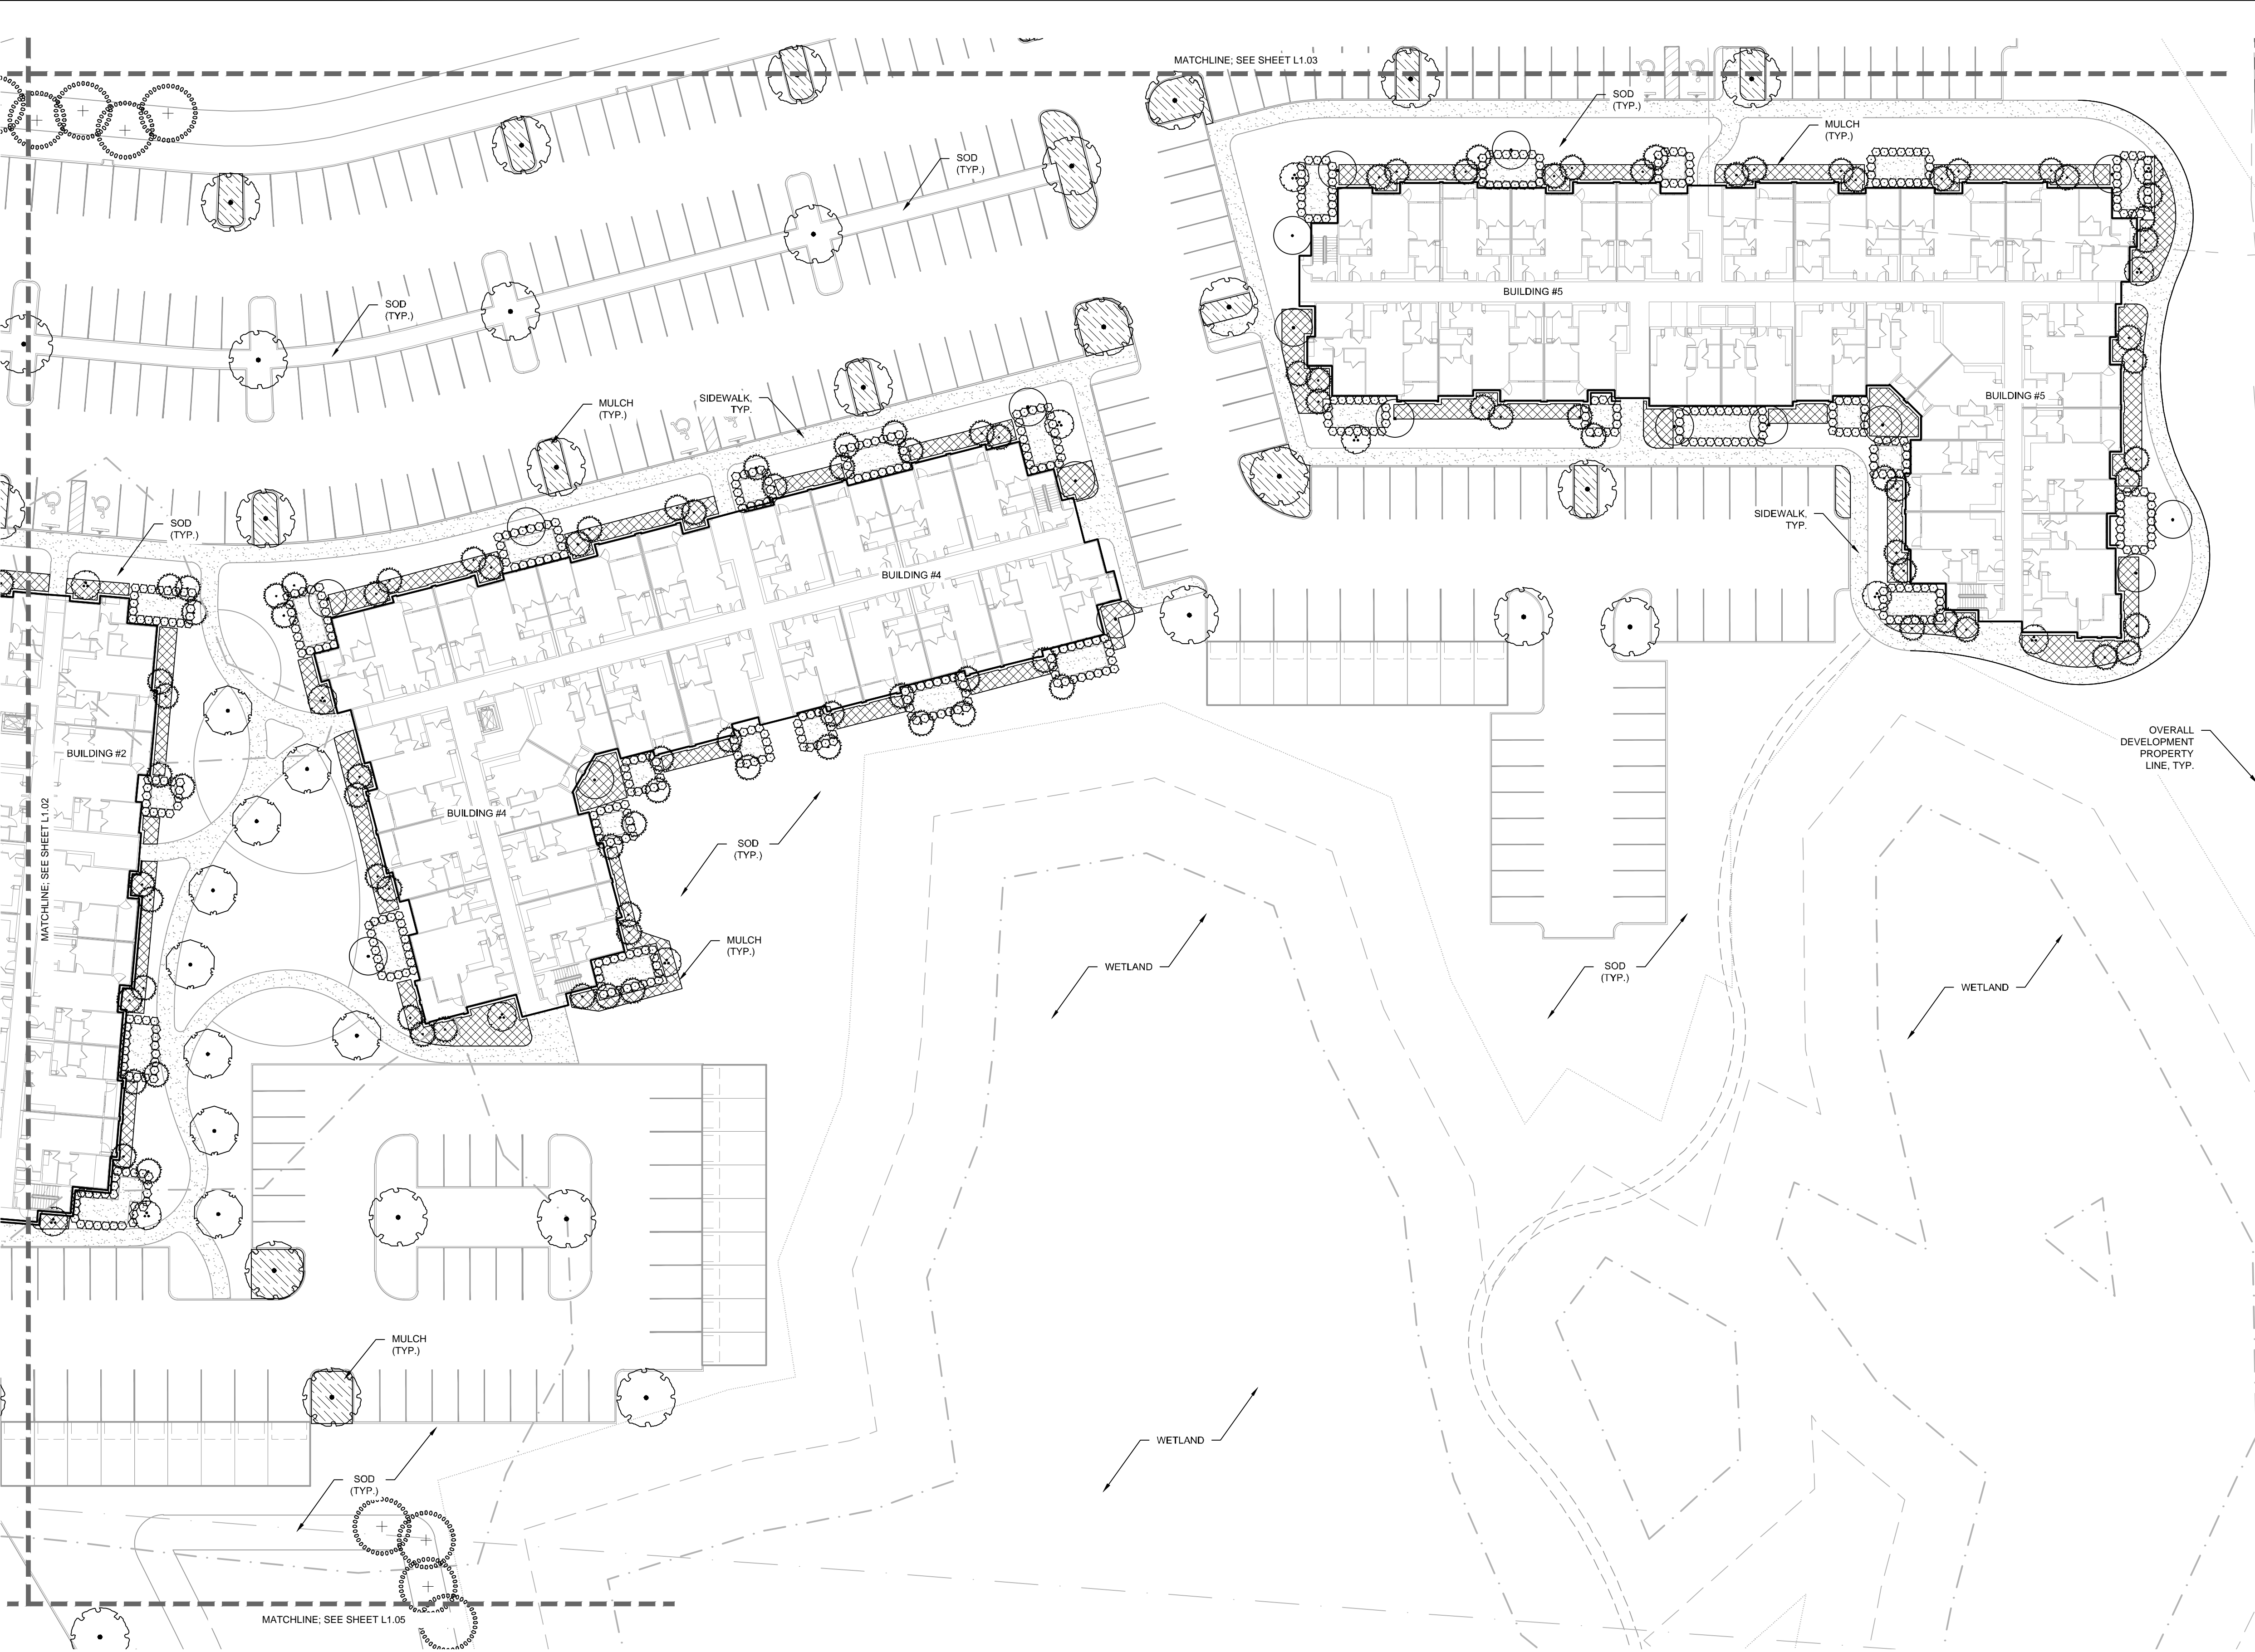 MATCHLINE; SEE SHEET L1.03
SOD
(TYP.)
MULCH
(TYP.)
SOD
(TYP.)
BUILDING #5
SOD
(TYP.)
BUILDING #5
SIDEWALK,
TYP.
MULCH
(TYP.)
SIDEWALK,
TYP.
SOD
(TYP.)
BUILDING #4
OVERALL
DEVELOPMENT
PROPERTY
LINE, TYP.
BUILDING #2
BUILDING #4
MATCHLINE; SEE SHEET L1.02
SOD
(TYP.)
MULCH
(TYP.)
WETLAND
SOD
(TYP.)
WETLAND
MULCH
(TYP.)
WETLAND
SOD
(TYP.)
MATCHLINE; SEE SHEET L1.05